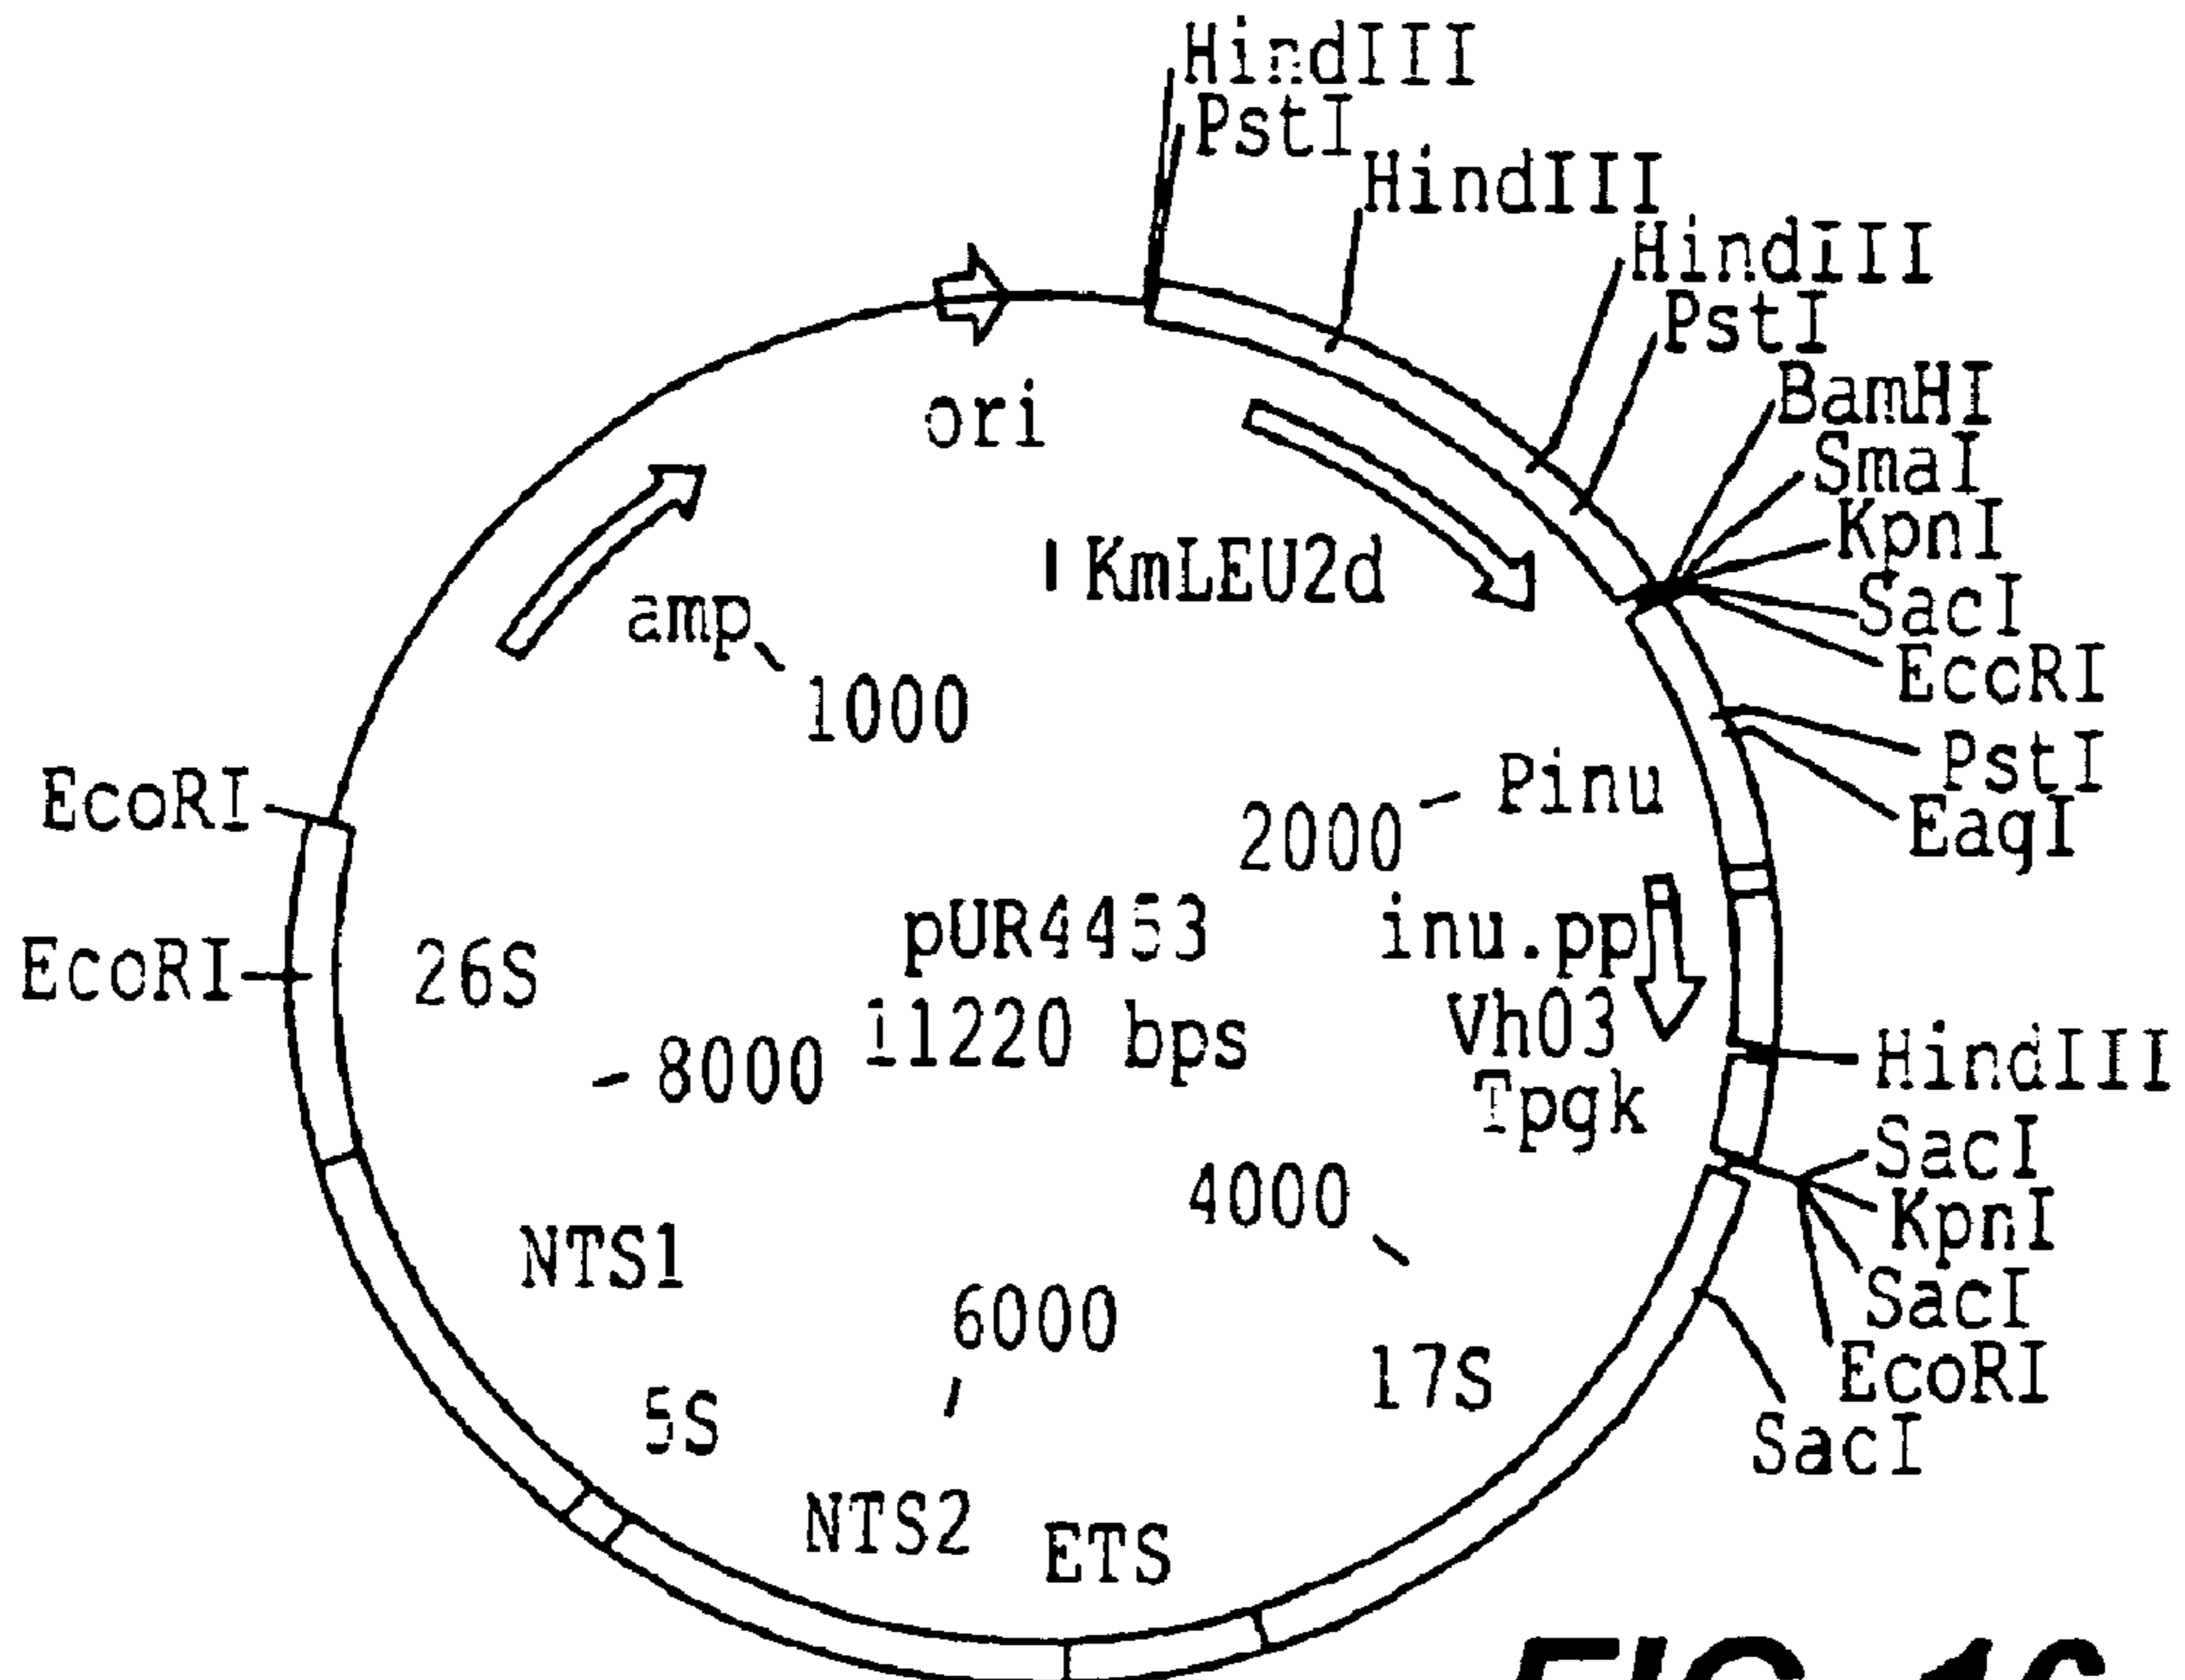 HindIII
PstI
HindIII
HindIII
PstI
BamHI
SmaI
KpnI
SacI
EcoRI
PstI
EagI
ori
KmLEU2d
amp
1000
Pinu
2000
EcoRI
EcoRI
26S
pUR4453
11220 bps
inu.pp
Vh03
Tpgk
8000
HindIII
SacI
KpnI
SacI
EcoRI
SacI
4000
NTS1
6000
17S
5S
NTS2
ETS